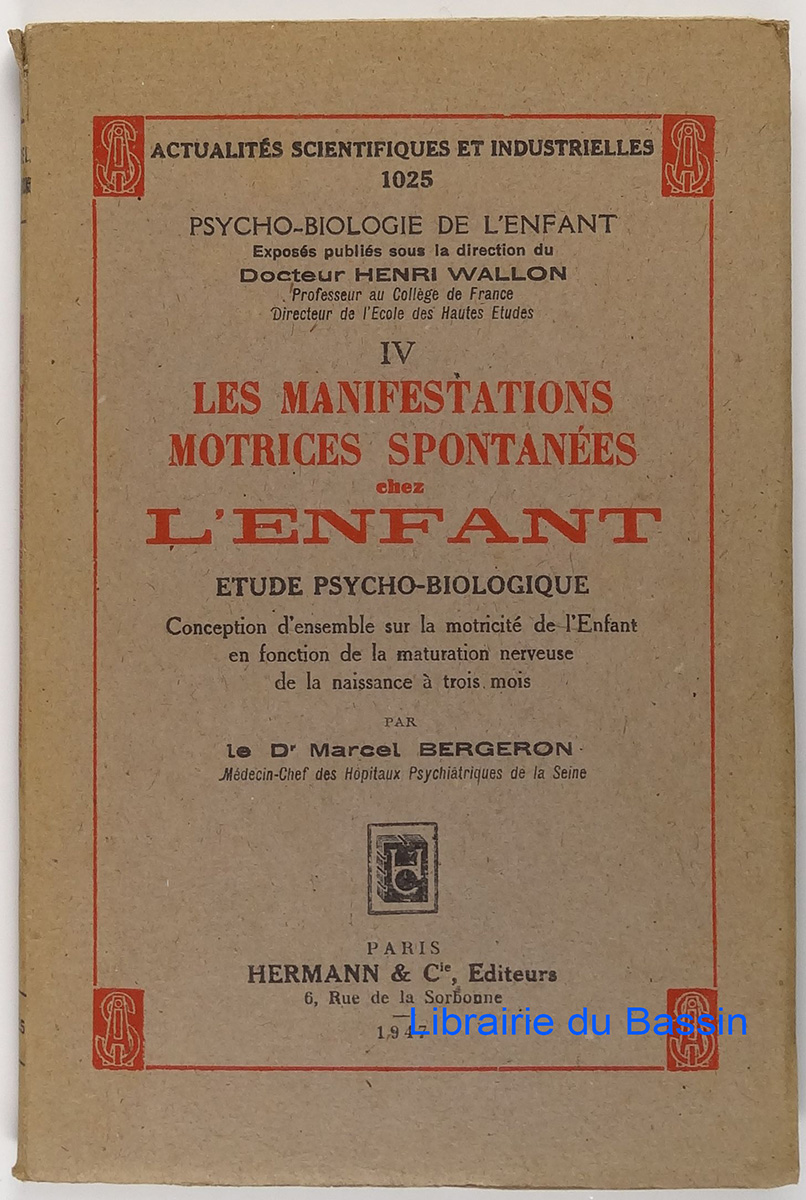 ACTUALITÉS SCIENTIFIQUES ET INDUSTRIELLES
1025
PSYCHO-BIOLOGIE DE L'ENFANT
Exposés publiés sous la direction du
Docteur HENRI WALLON
Professeur au Collège de France
Directeur de l'Ecole des Hautes Etudes
IV
LES MANIFESTATIONS
MOTRICES SPONTANÉES
chez
L'ENFANT
ETUDE PSYCHO-BIOLOGIQUE
Conception d'ensemble sur la motricité de l'Enfant
en fonction de la maturation nerveuse
de la naissance à trois mois
PAR
le Dr Marcel BERGERON
Médecin-Chef des Hôpitaux Psychiatriques de la Seine
PARIS
HERMANN & Cie, Editeurs
6, Rue de la Sorbonne
1947
Librairie du Bassin